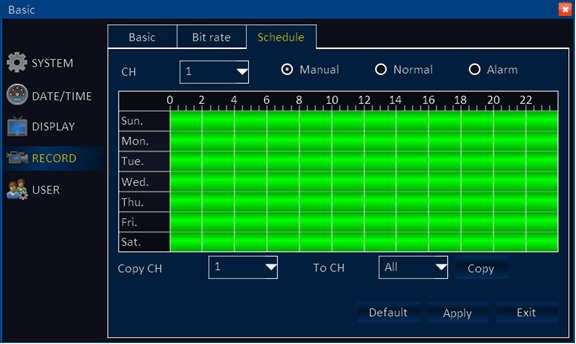 Basic
SYSTEM
DATE/TIME
DISPLAY
RECORD
USER
Basic Bit rate Schedule
CH 1 Manual Normal Alarm
0 2 4 6 8 10 12 14 16 18 20 22
Sun.
Mon.
Tue.
Wed.
Thu.
Fri.
Sat.
Copy CH 1 To CH All Copy
Default Apply Exit